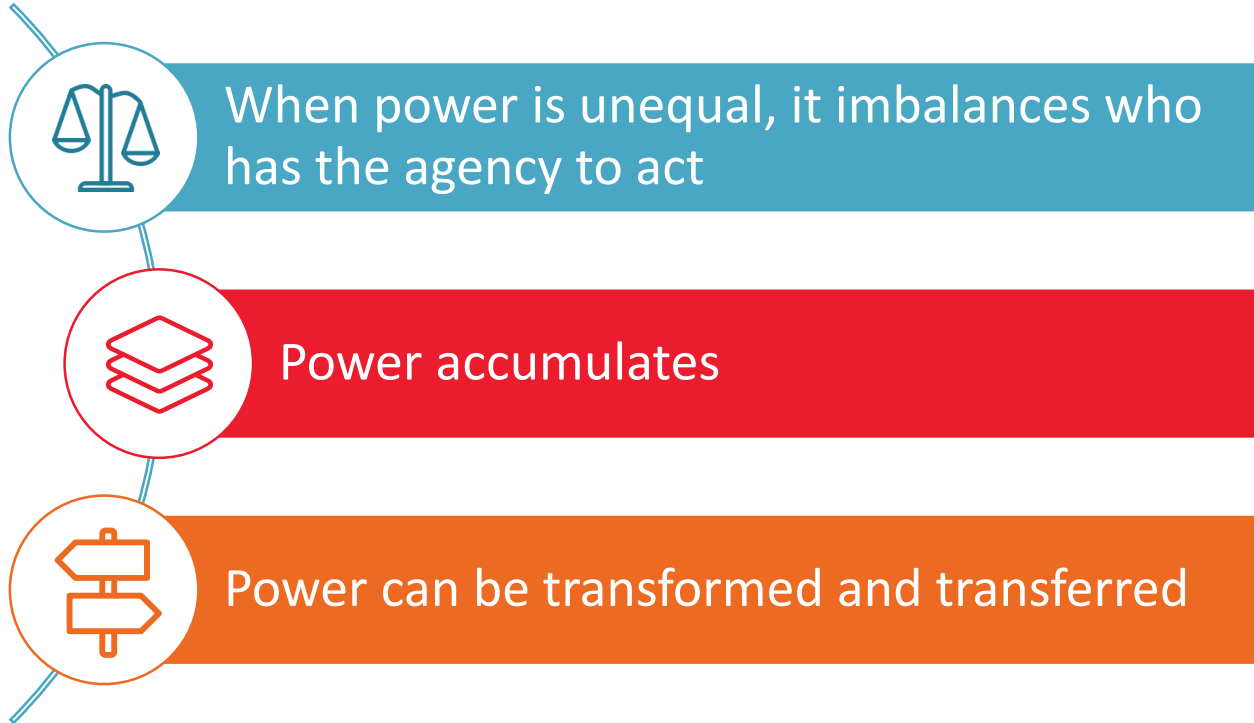 When power is unequal, it imbalances who
has the agency to act
Power accumulates
Power can be transformed and transferred